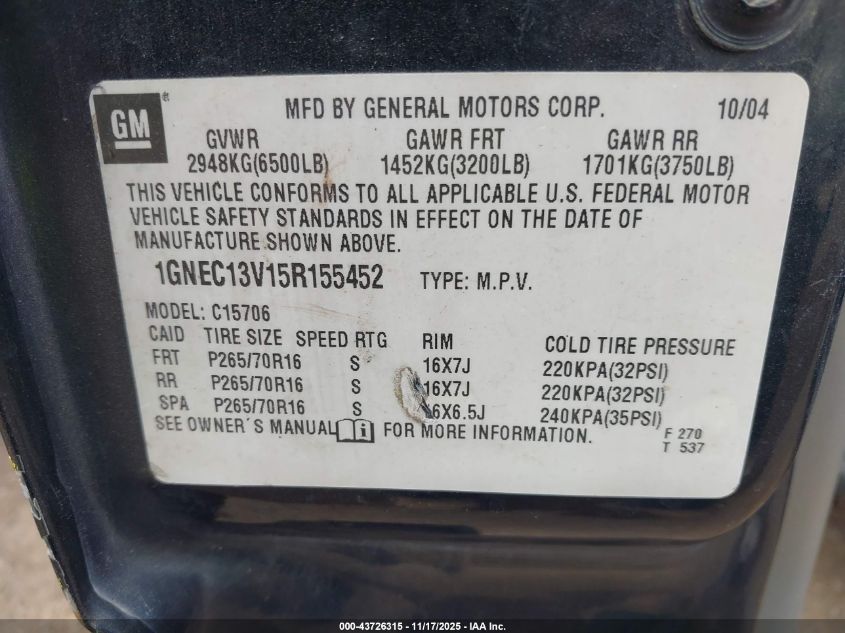 GM ®
MFD BY GENERAL MOTORS CORP. 10/04
GVWR GAWR FRT GAWR RR
2948KG(6500LB) 1452KG(3200LB) 1701KG(3750LB)
THIS VEHICLE CONFORMS TO ALL APPLICABLE U.S. FEDERAL MOTOR
VEHICLE SAFETY STANDARDS IN EFFECT ON THE DATE OF
MANUFACTURE SHOWN ABOVE.
1GNEC13V15R155452 TYPE: M.P.V.
MODEL: C15706
CAID TIRE SIZE SPEED RTG RIM COLD TIRE PRESSURE
FRT P265/70R16 S 16X7J 220KPA(32PSI)
RR P265/70R16 S 16X7J 220KPA(32PSI)
SPA P265/70R16 S 16X6.5J 240KPA(35PSI)
SEE OWNER'S MANUAL i FOR MORE INFORMATION.
F 270
T 537
000-43726315 - 11/17/2025 - IAA Inc.